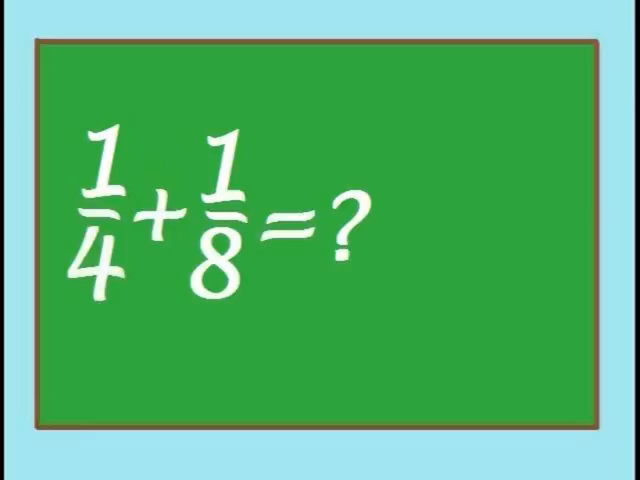 1/4 + 1/8 = ?